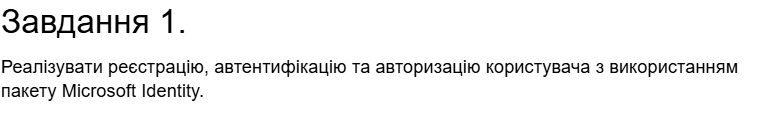 Завдання 1.
Реалізувати реєстрацію, автентифікацію та авторизацію користувача з використанням
пакету Microsoft Identity.